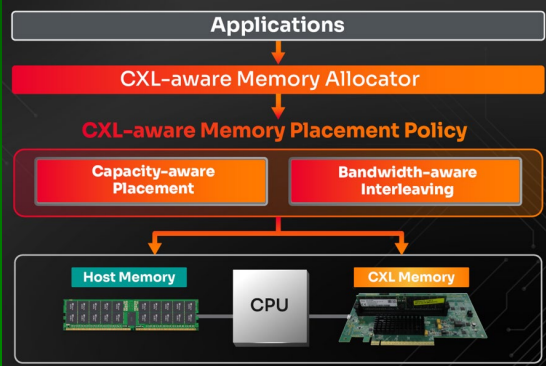 Applications
CXL-aware Memory Allocator
CXL-aware Memory Placement Policy
Capacity-aware
Placement
Bandwidth-aware
Interleaving
Host Memory
CPU
CXL Memory